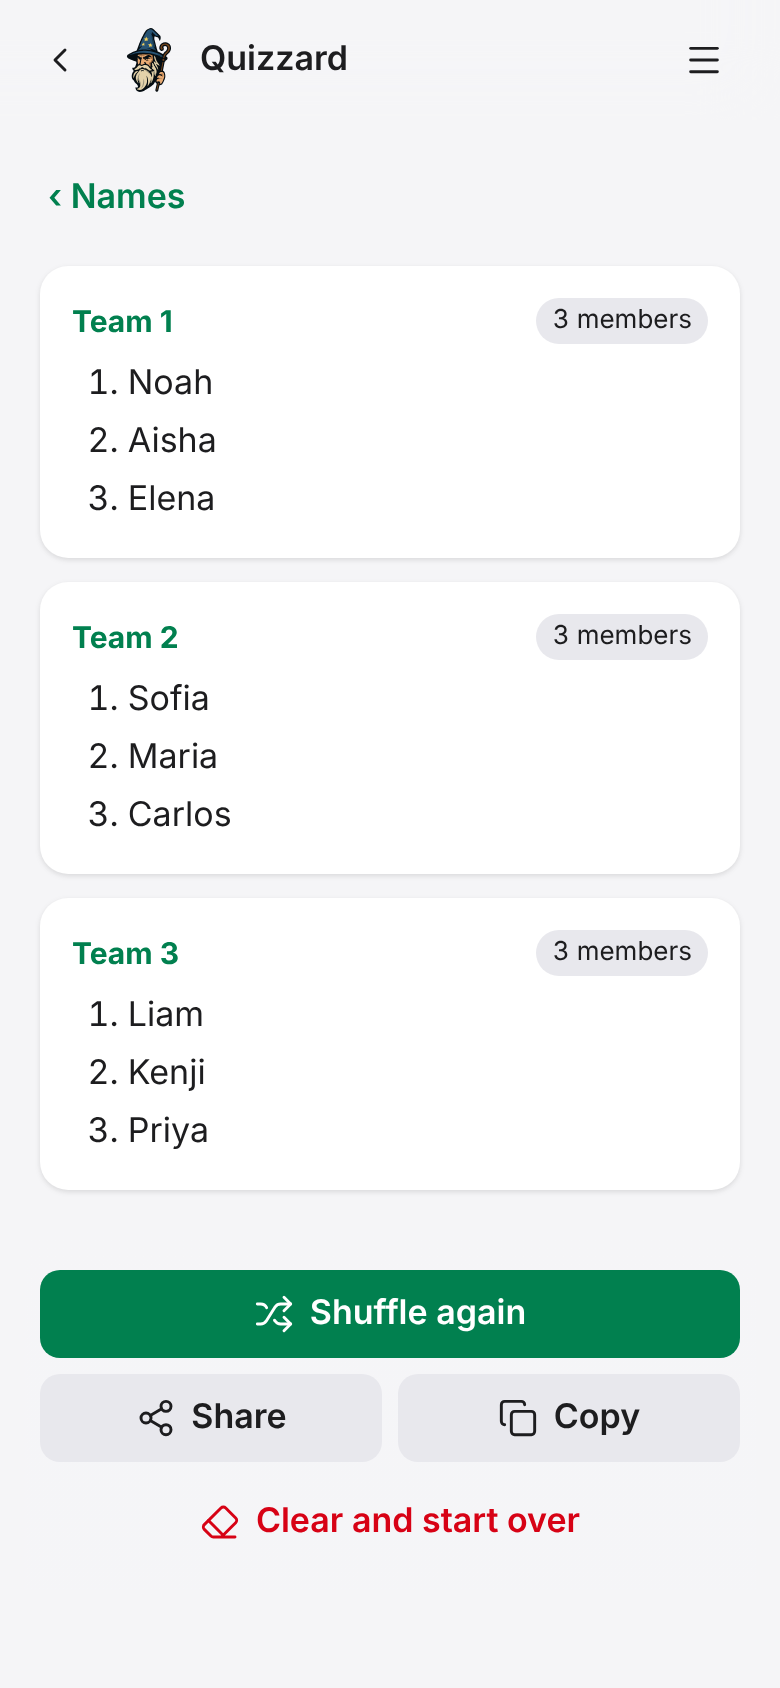 Quizzard
‹ Names
Team 1
3 members
1. Noah
2. Aisha
3. Elena
Team 2
3 members
1. Sofia
2. Maria
3. Carlos
Team 3
3 members
1. Liam
2. Kenji
3. Priya
Shuffle again
Share
Copy
Clear and start over